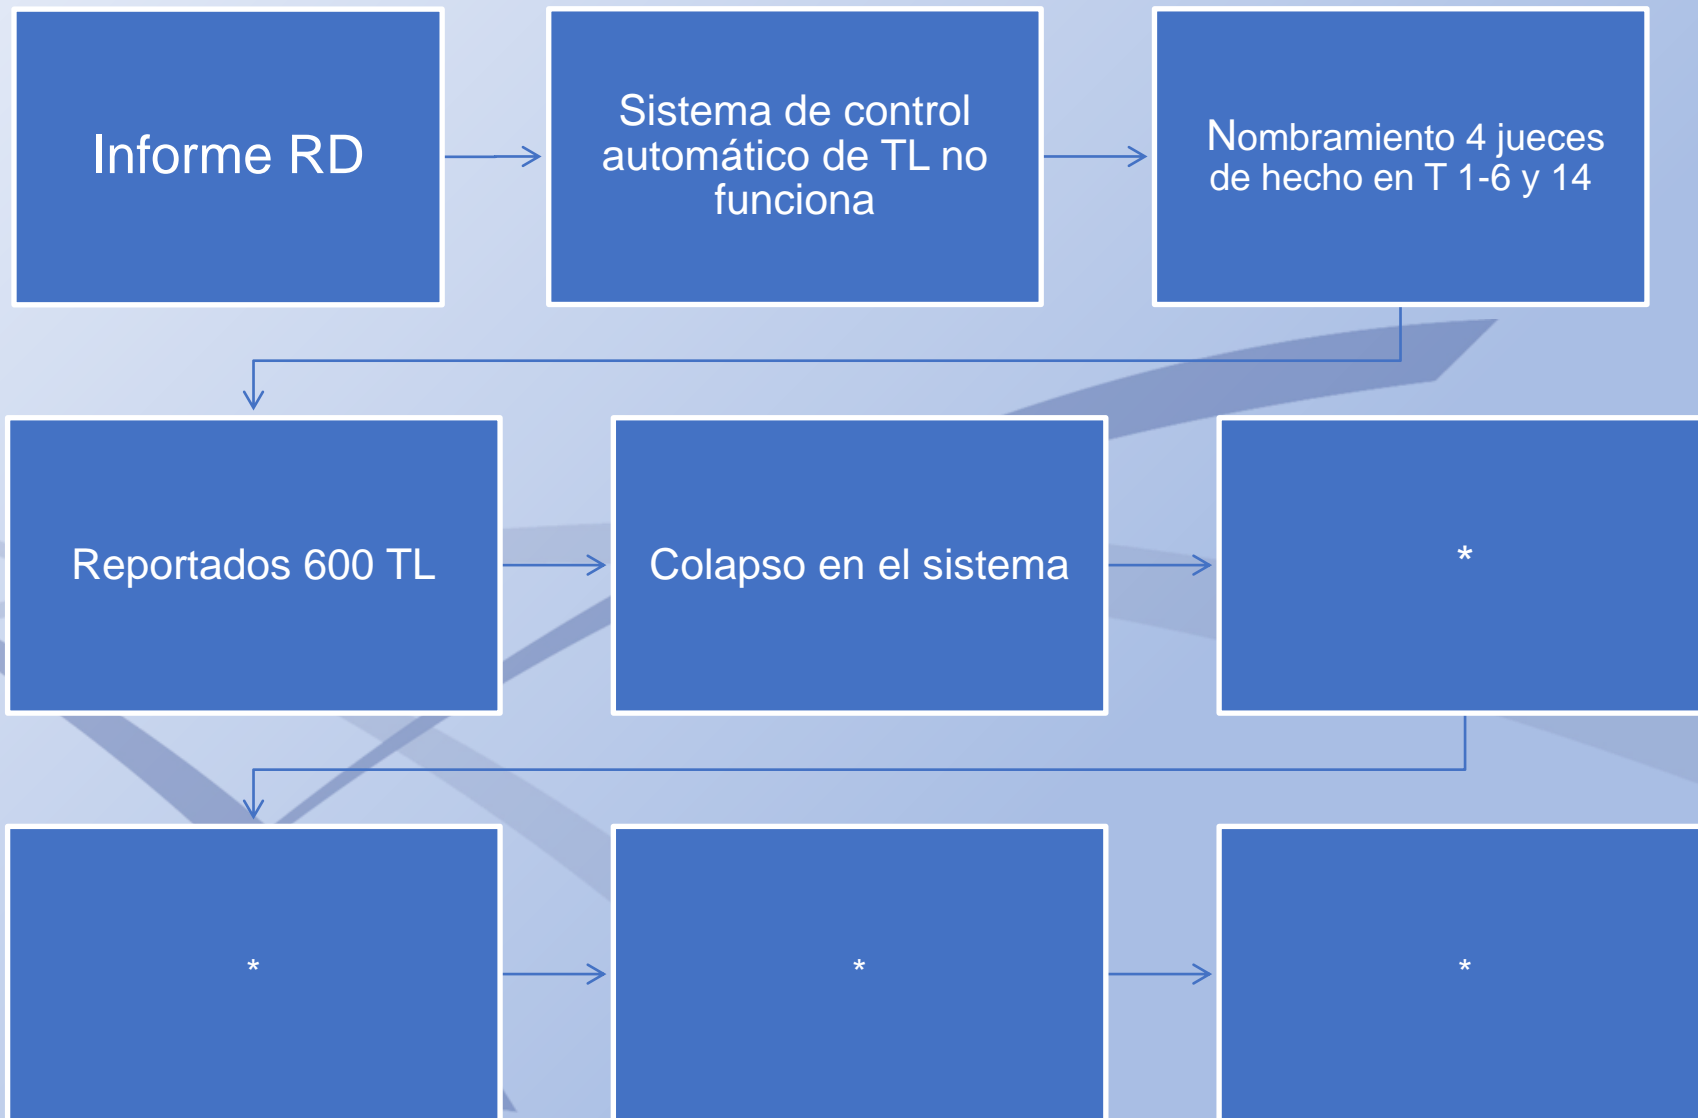 Informe RD
Sistema de control
automático de TL no
funciona
Nombramiento 4 jueces
de hecho en T 1-6 y 14
Reportados 600 TL
Colapso en el sistema
*
*
*
*